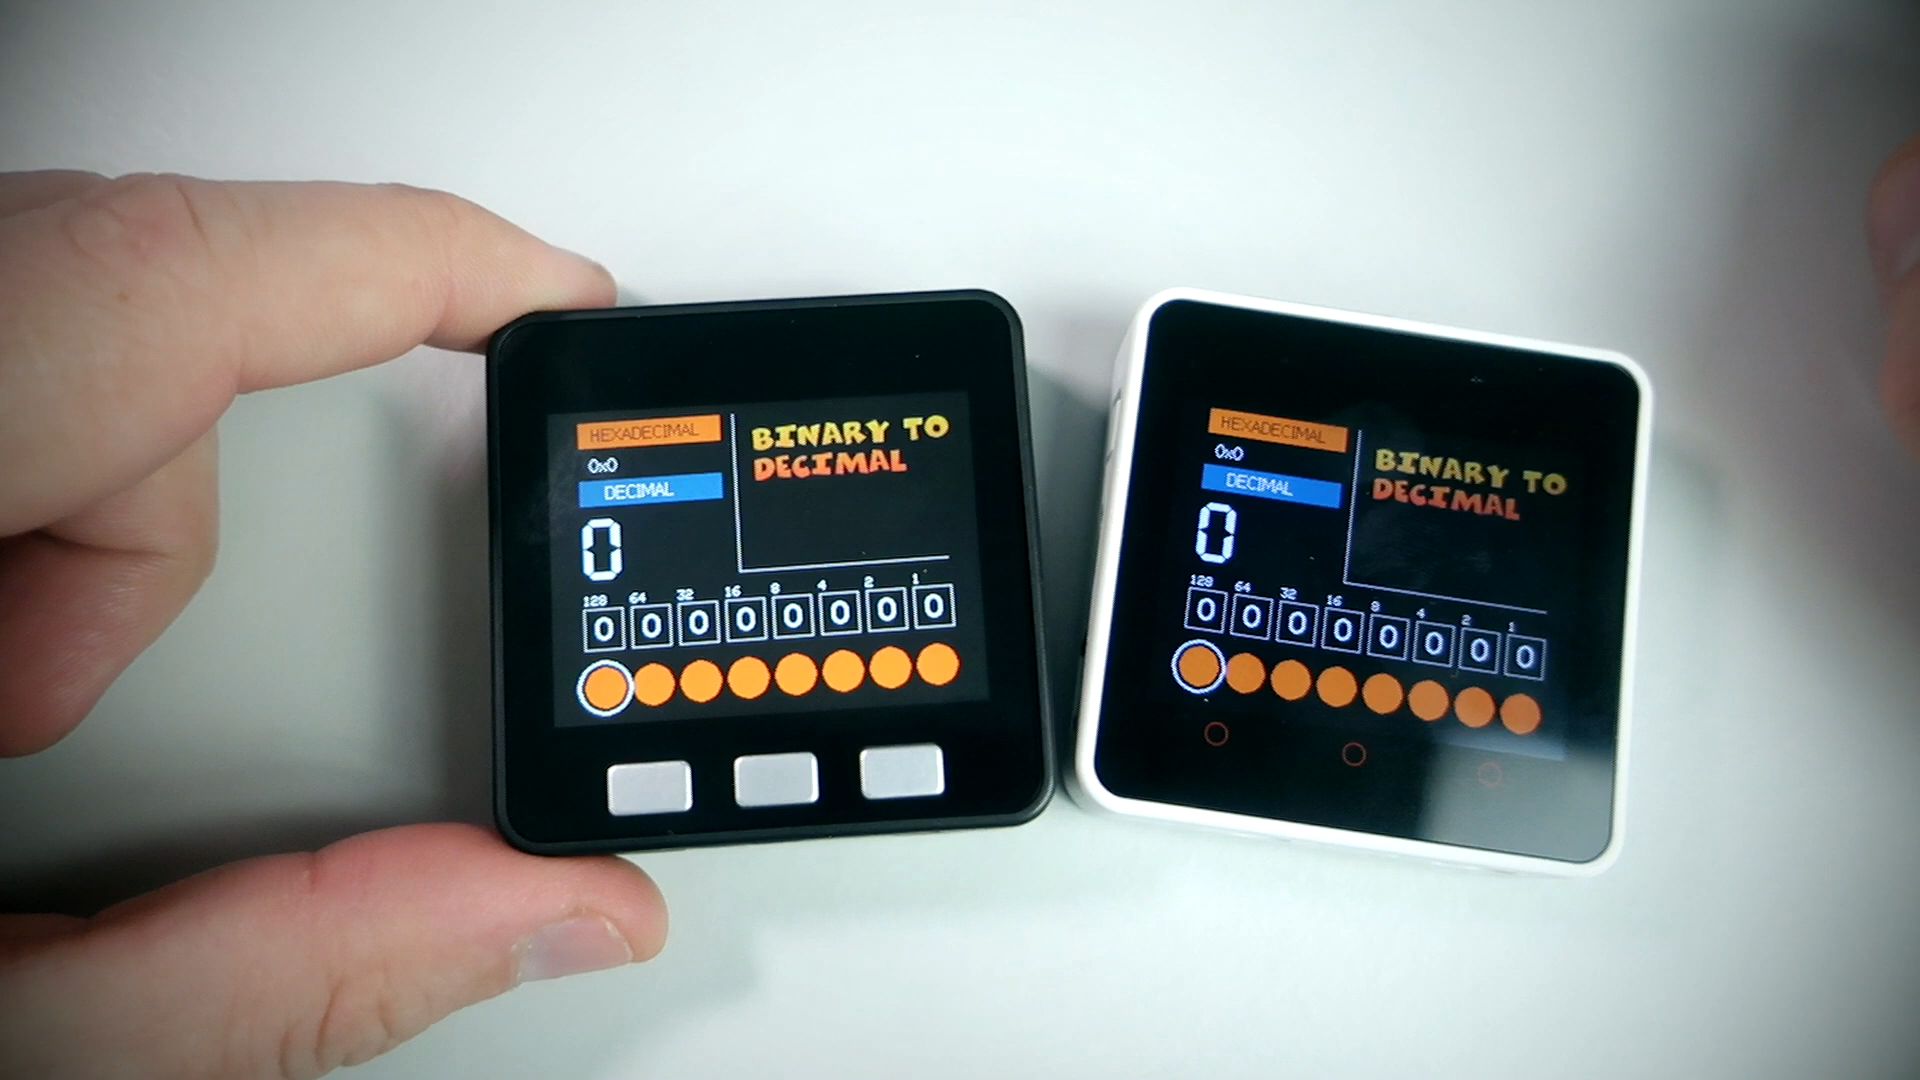 HEXADECIMAL
0x0
DECIMAL
0
BINARY TO
DECIMAL
128 64 32 16 8 4 2 1
0 0 0 0 0 0 0 0
HEXADECIMAL
0x0
DECIMAL
0
BINARY TO
DECIMAL
128 64 32 16 8 4 2 1
0 0 0 0 0 0 0 0